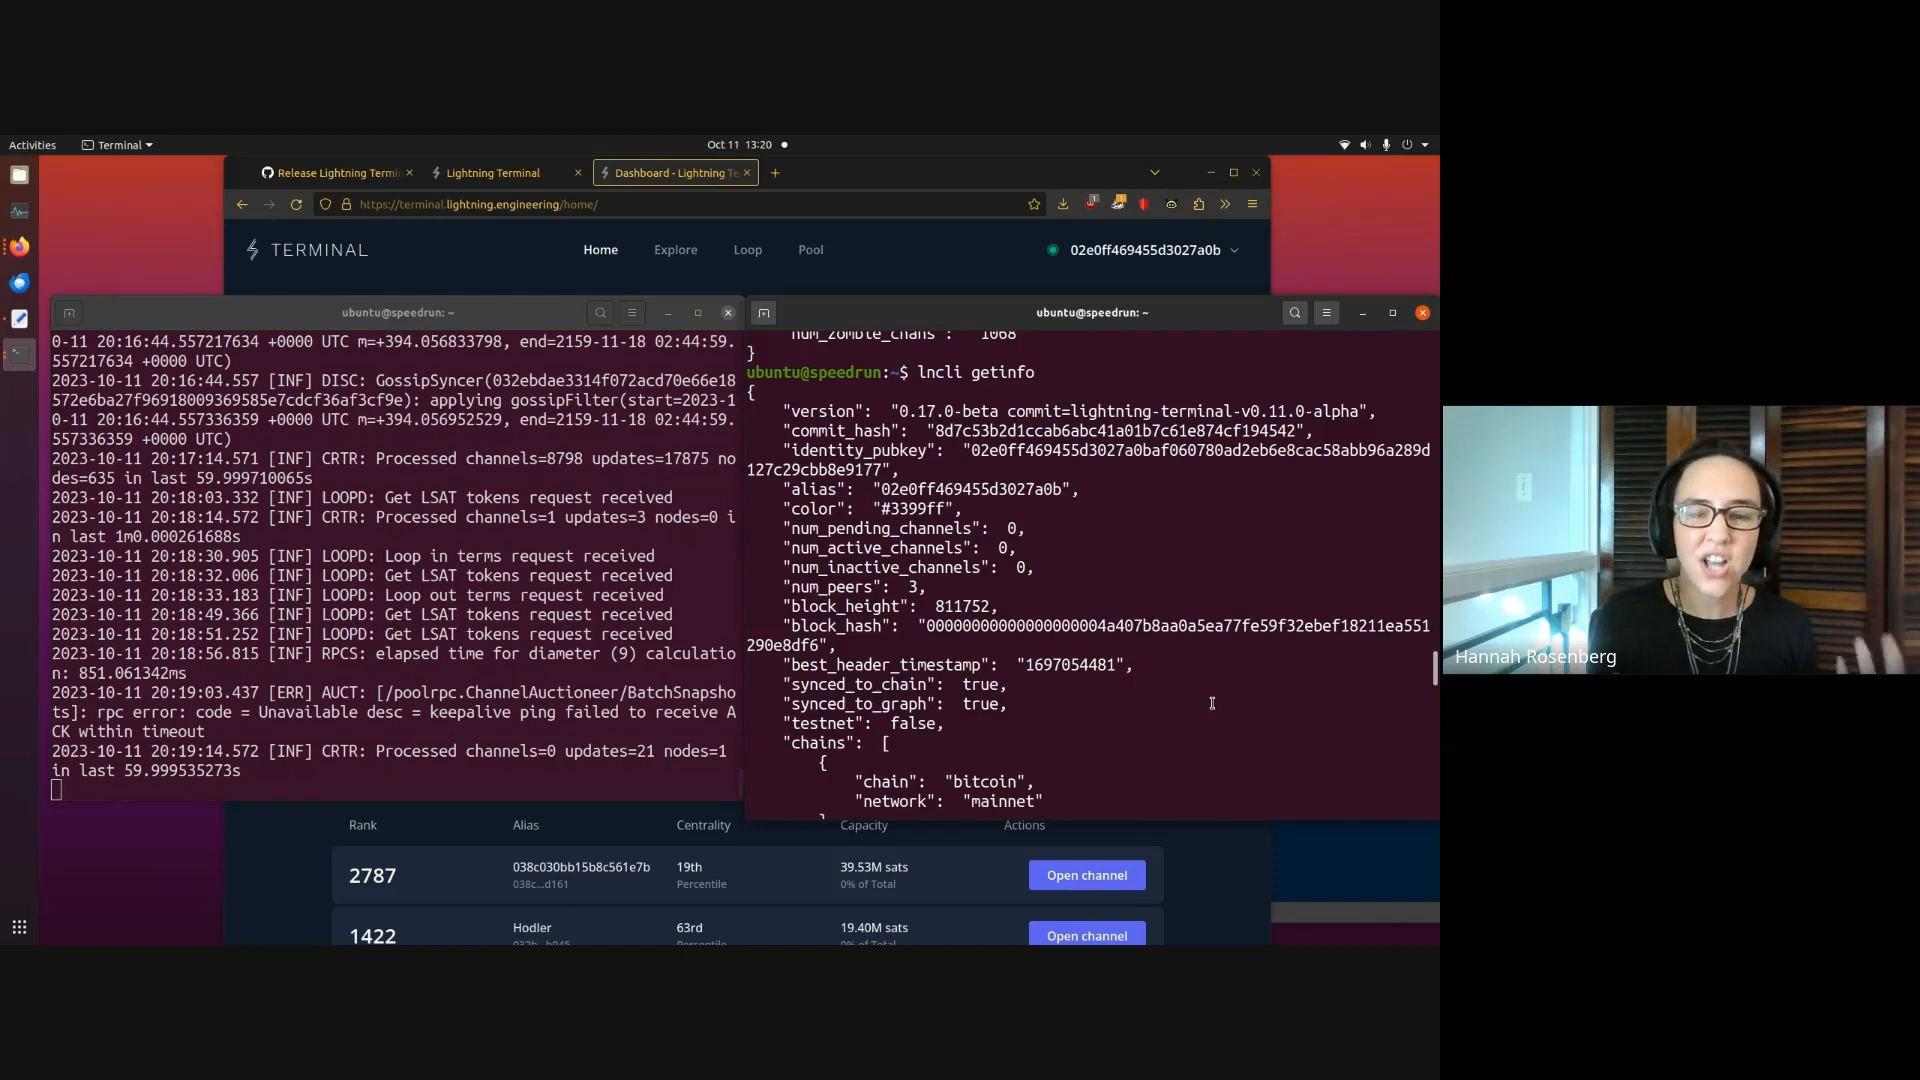 Activities
Terminal
Oct 11 13:20
Release Lightning Termi
Lightning Terminal
Dashboard - Lightning Te
https://terminal.lightning.engineering/home/
TERMINAL
Home
Explore
Loop
Pool
02e0ff469455d3027a0b
ubuntu@speedrun: ~
0-11 20:16:44.557217634 +0000 UTC m=+394.056833798, end=2159-11-18 02:44:59.
557217634 +0000 UTC)
2023-10-11 20:16:44.557 [INF] DISC: GossipSyncer(032ebdae3314f072acd70e66e18
572e6ba27f96918009369585e7cdcf36af3cf9e): applying gossipFilter(start=2023-1
0-11 20:16:44.557336359 +0000 UTC m=+394.056952529, end=2159-11-18 02:44:59.
557336359 +0000 UTC)
2023-10-11 20:17:14.571 [INF] CRTR: Processed channels=8798 updates=17875 no
des=635 in last 59.999710065s
2023-10-11 20:18:03.332 [INF] LOOPD: Get LSAT tokens request received
2023-10-11 20:18:14.572 [INF] CRTR: Processed channels=1 updates=3 nodes=0 i
n last 1m0.000261688s
2023-10-11 20:18:30.905 [INF] LOOPD: Loop in terms request received
2023-10-11 20:18:32.006 [INF] LOOPD: Get LSAT tokens request received
2023-10-11 20:18:33.183 [INF] LOOPD: Loop out terms request received
2023-10-11 20:18:49.366 [INF] LOOPD: Get LSAT tokens request received
2023-10-11 20:18:51.252 [INF] LOOPD: Get LSAT tokens request received
2023-10-11 20:18:56.815 [INF] RPCS: elapsed time for diameter (9) calculatio
n: 851.061342ms
2023-10-11 20:19:03.437 [ERR] AUCT: [/poolrpc.ChannelAuctioneer/BatchSnapsho
ts]: rpc error: code = Unavailable desc = keepalive ping failed to receive A
CK within timeout
2023-10-11 20:19:14.572 [INF] CRTR: Processed channels=0 updates=21 nodes=1
in last 59.999535273s
ubuntu@speedrun: ~
"num_zombie_chans": 1068
}
ubuntu@speedrun:~$ lncli getinfo
{
"version": "0.17.0-beta commit=lightning-terminal-v0.11.0-alpha",
"commit_hash": "8d7c53b2d1ccab6abc41a01b7c61e874cf194542",
"identity_pubkey": "02e0ff469455d3027a0baf060780ad2eb6e8cac58abb96a289d
127c29cbb8e9177",
"alias": "02e0ff469455d3027a0b",
"color": "#3399ff",
"num_pending_channels": 0,
"num_active_channels": 0,
"num_inactive_channels": 0,
"num_peers": 3,
"block_height": 811752,
"block_hash": "00000000000000000004a407b8aa0a5ea77fe59f32ebef18211ea551
290e8df6",
"best_header_timestamp": "1697054481",
"synced_to_chain": true,
"synced_to_graph": true,
"testnet": false,
"chains": [
{
"chain": "bitcoin",
"network": "mainnet"
}
Rank
Alias
Centrality
Capacity
Actions
2787
038c030bb15b8c561e7b
038c...d161
19th
Percentile
39.53M sats
0% of Total
Open channel
1422
Hodler
63rd
19.40M sats
Open channel
Hannah Rosenberg